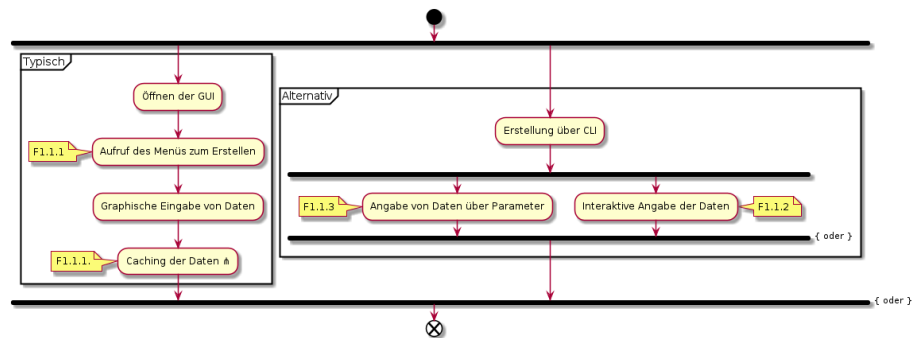 Typisch
Öffnen der GUI
F1.1.1
Aufruf des Menüs zum Erstellen
Graphische Eingabe von Daten
F1.1.1.
Caching der Daten ⋔
Alternativ
Erstellung über CLI
F1.1.3
Angabe von Daten über Parameter
Interaktive Angabe der Daten
F1.1.2
{ oder }
{ oder }